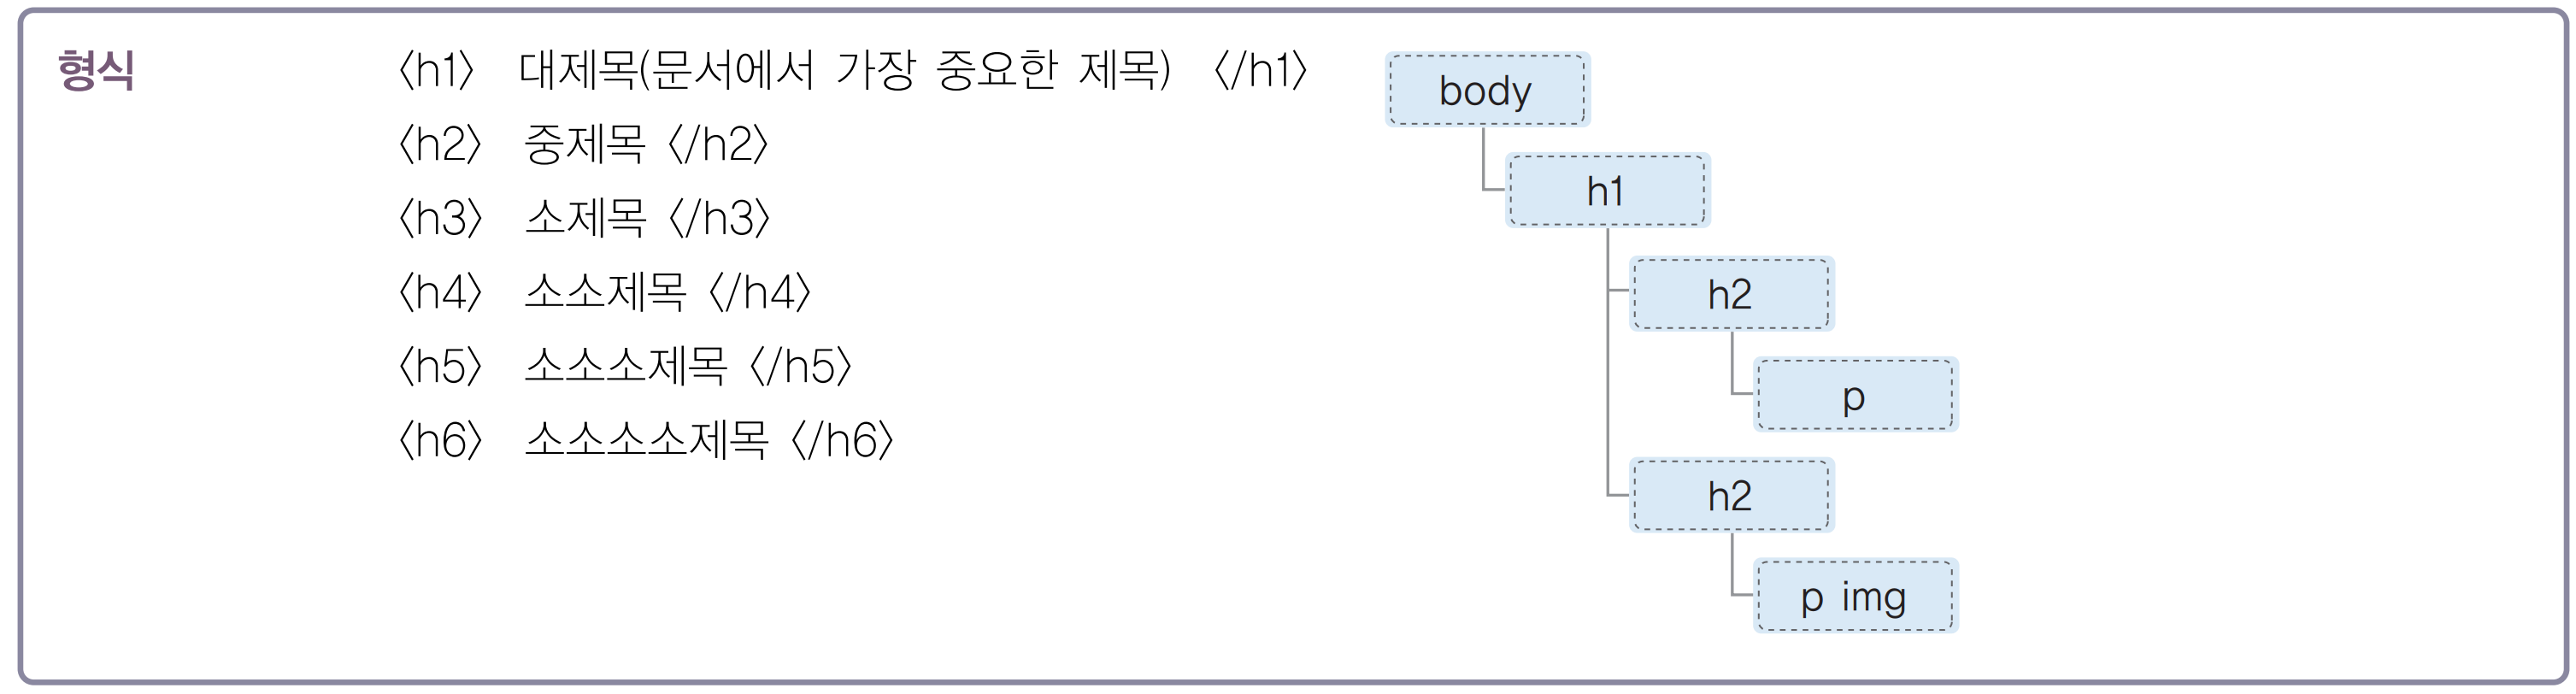 형식
〈h1〉 대제목(문서에서 가장 중요한 제목) 〈/h1〉
〈h2〉 중제목 〈/h2〉
〈h3〉 소제목 〈/h3〉
〈h4〉 소소제목 〈/h4〉
〈h5〉 소소소제목 〈/h5〉
〈h6〉 소소소소제목 〈/h6〉
body
h1
h2
p
h2
p img